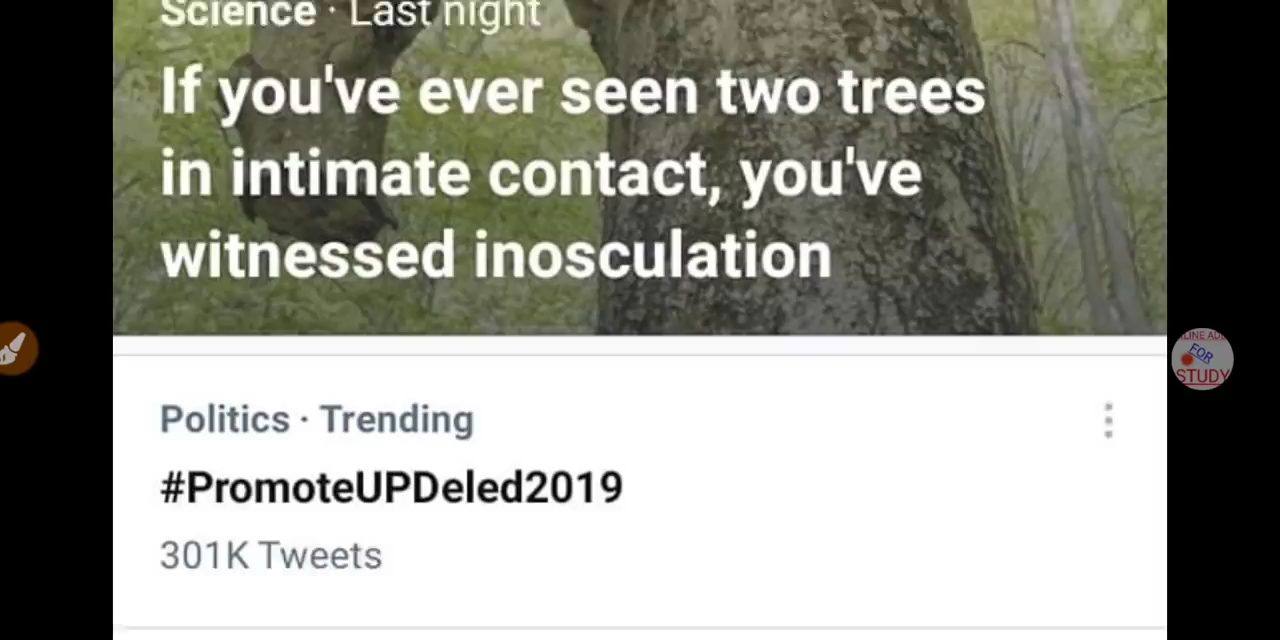 Science · Last night
If you've ever seen two trees
in intimate contact, you've
witnessed inosculation
Politics · Trending
#PromoteUPDeled2019
301K Tweets
FOR
STUDY